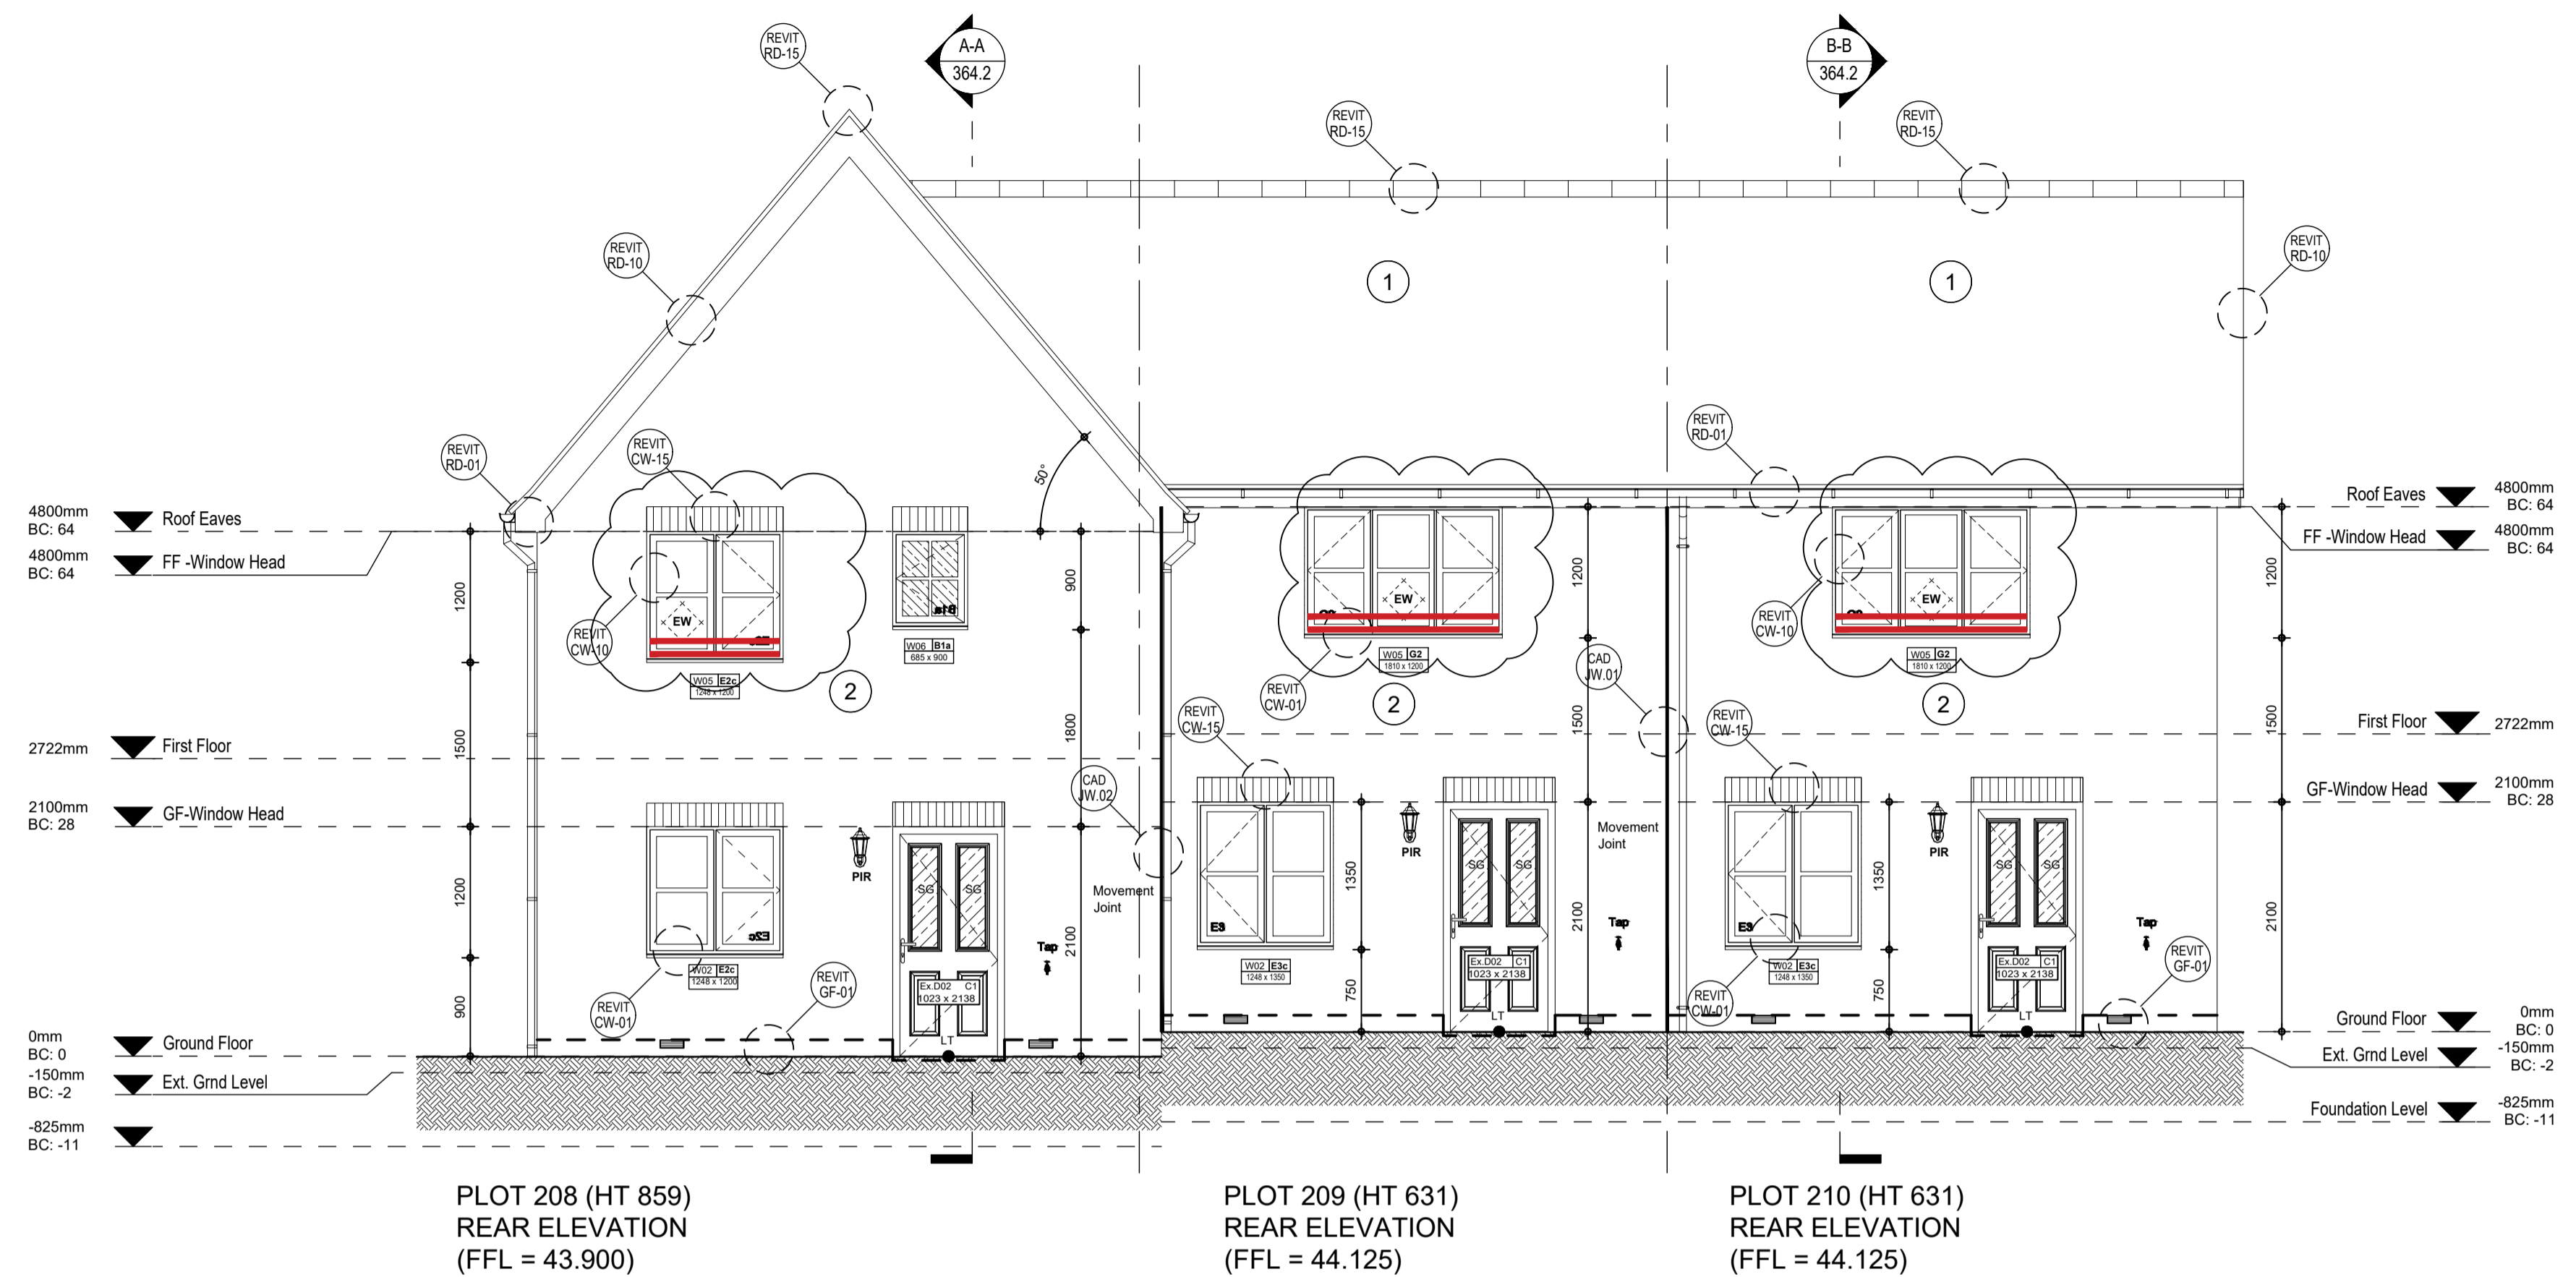 REVIT
RD-15
A-A
364.2
B-B
364.2
REVIT
RD-15
REVIT
RD-15
REVIT
RD-10
REVIT
RD-10
1
1
REVIT
RD-01
REVIT
CW-15
50°
REVIT
RD-01
4800mm
BC: 64
Roof Eaves
4800mm
BC: 64
FF -Window Head
Roof Eaves
4800mm
BC: 64
FF -Window Head
4800mm
BC: 64
1200
900
1200
1200
EW
E2c
B1a
EW
G2
EW
G2
REVIT
CW-10
REVIT
CW-10
W06 B1a
685 x 900
W05 E2c
1248 x 1200
W05 G2
1810 x 1200
W05 G2
1810 x 1200
2
2
2
REVIT
CW-01
CAD
JW.01
REVIT
CW-15
REVIT
CW-15
1500
1800
1500
1500
2722mm
First Floor
First Floor
2722mm
2100mm
BC: 28
GF-Window Head
GF-Window Head
2100mm
BC: 28
CAD
JW.02
Movement
Joint
Movement
Joint
PIR
PIR
PIR
SG SG
SG SG
SG SG
1200
2100
1350
2100
1350
2100
E2c
E3
E3
Tap
Tap
Tap
W02 E2c
1248 x 1200
W02 E3c
1248 x 1350
W02 E3c
1248 x 1350
Ex.D02 C1
1023 x 2138
Ex.D02 C1
1023 x 2138
Ex.D02 C1
1023 x 2138
REVIT
CW-01
REVIT
GF-01
REVIT
CW-01
REVIT
GF-01
900
750
750
LT
LT
LT
0mm
BC: 0
Ground Floor
Ground Floor
0mm
BC: 0
-150mm
BC: -2
Ext. Grnd Level
Ext. Grnd Level
-150mm
BC: -2
-825mm
BC: -11
Foundation Level
-825mm
BC: -11
PLOT 208 (HT 859)
REAR ELEVATION
(FFL = 43.900)
PLOT 209 (HT 631)
REAR ELEVATION
(FFL = 44.125)
PLOT 210 (HT 631)
REAR ELEVATION
(FFL = 44.125)